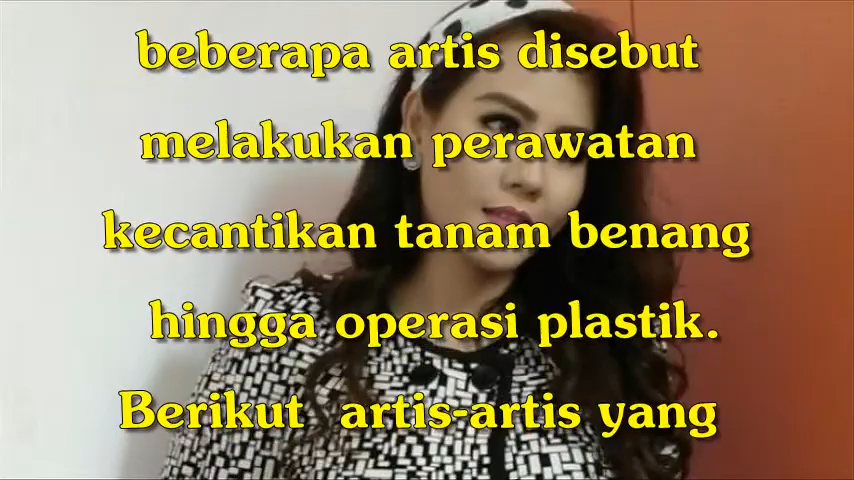 beberapa artis disebut
melakukan perawatan
kecantikan tanam benang
hingga operasi plastik.
Berikut artis-artis yang